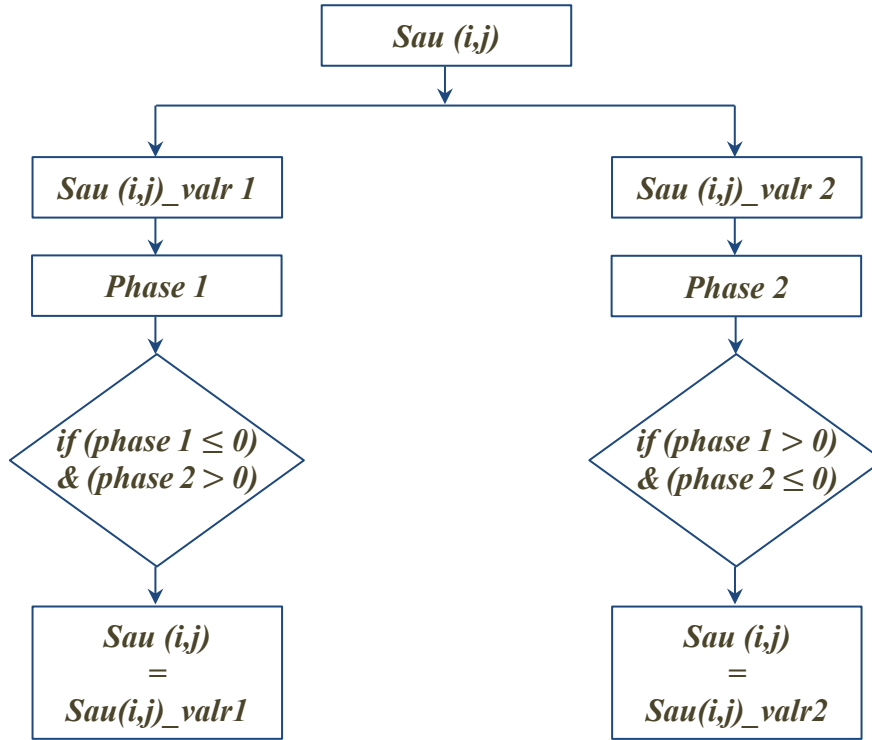 Sau (i,j)
Sau (i,j)_valr 1
Sau (i,j)_valr 2
Phase 1
Phase 2
if (phase 1 ≤ 0)
& (phase 2 > 0)
if (phase 1 > 0)
& (phase 2 ≤ 0)
Sau (i,j)
=
Sau(i,j)_valr1
Sau (i,j)
=
Sau(i,j)_valr2